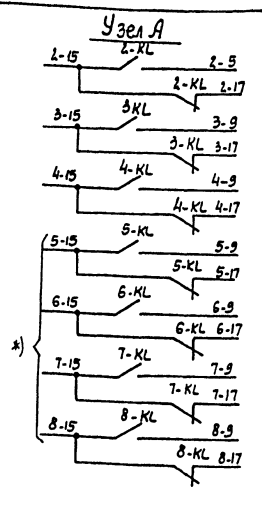 Узел А
2-KL
2-15 2-5
2-KL 2-17
3KL
3-15 3-9
3-KL 3-17
4-KL
4-15 4-9
4-KL 4-17
5-KL
5-15 5-9
5-KL 5-17
6-KL
6-15 6-9
6-KL 6-17
*)
7-KL
7-15 7-9
7-KL 7-17
8-KL
8-15 8-9
8-KL 8-17